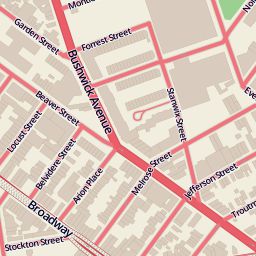 Garden Street
Forrest Street
Bushwick Avenue
Stanwix Street
Beaver Street
Locust Street
Belvidere Street
Arion Place
Melrose Street
Jefferson Street
Broadway
Stockton Street